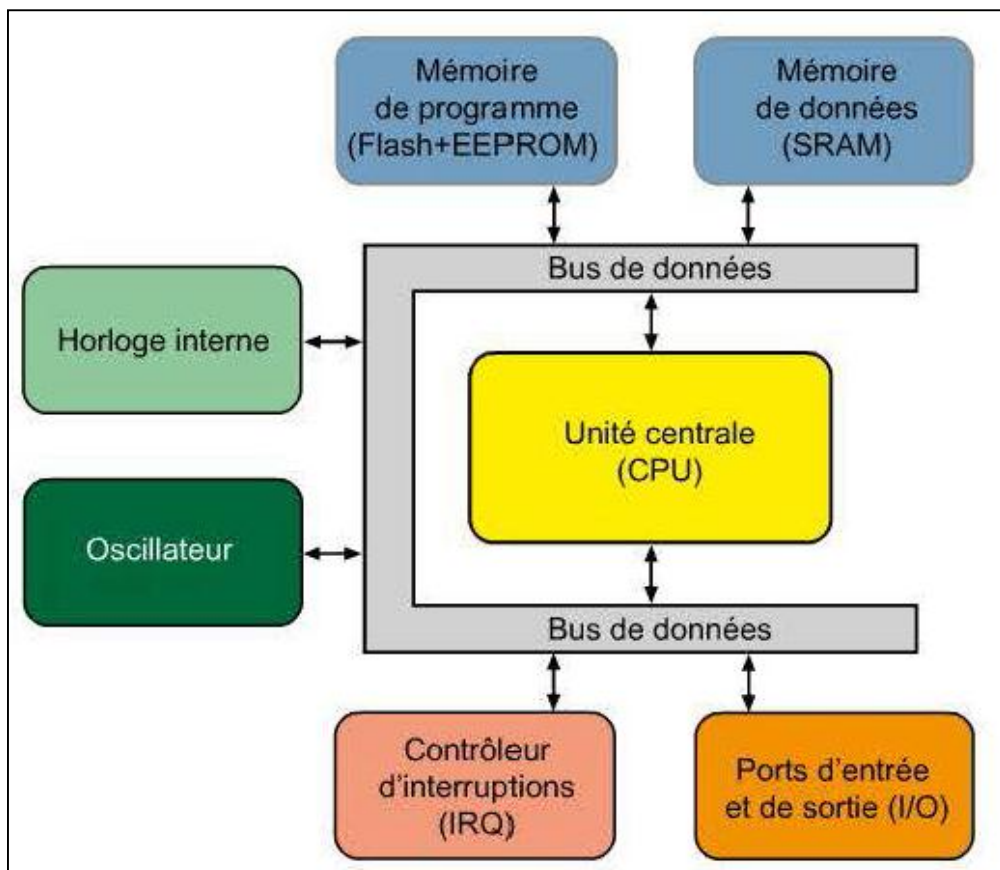 Mémoire
de programme
(Flash+EEPROM)
Mémoire
de données
(SRAM)
Bus de données
Horloge interne
Unité centrale
(CPU)
Oscillateur
Bus de données
Contrôleur
d'interruptions
(IRQ)
Ports d'entrée
et de sortie (I/O)